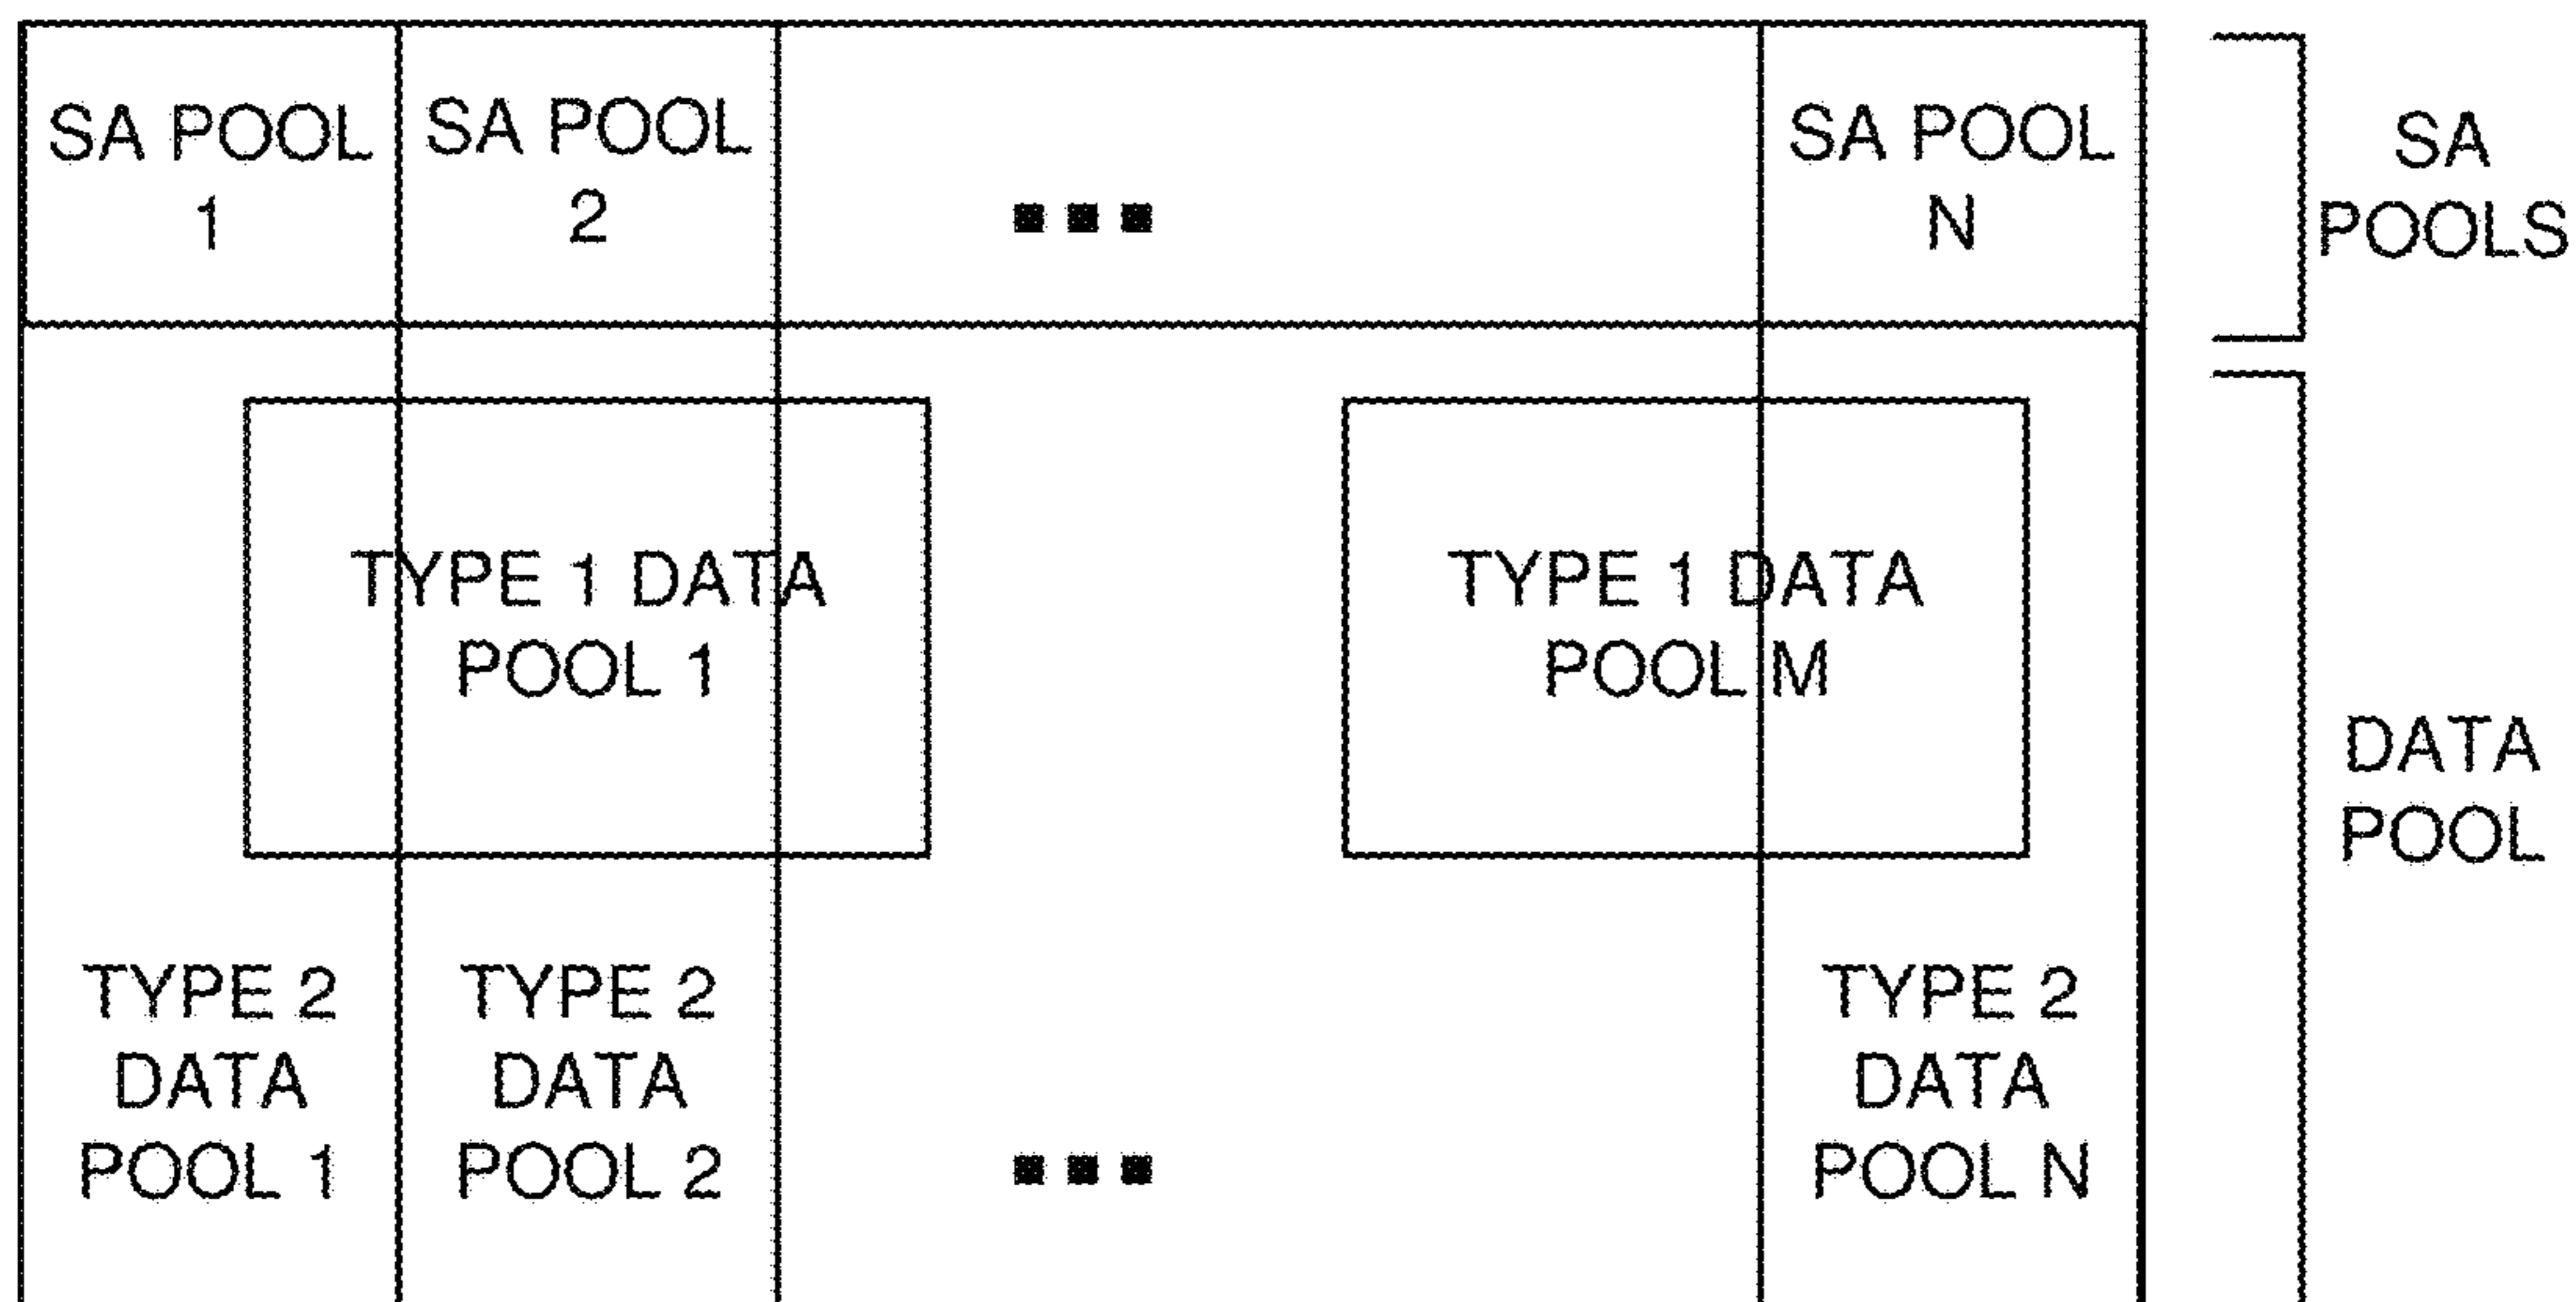 SA POOL
1
SA POOL
2
SA POOL
N
SA
POOLS
TYPE 1 DATA
POOL 1
TYPE 1 DATA
POOL M
DATA
POOL
TYPE 2
DATA
POOL 1
TYPE 2
DATA
POOL 2
TYPE 2
DATA
POOL N